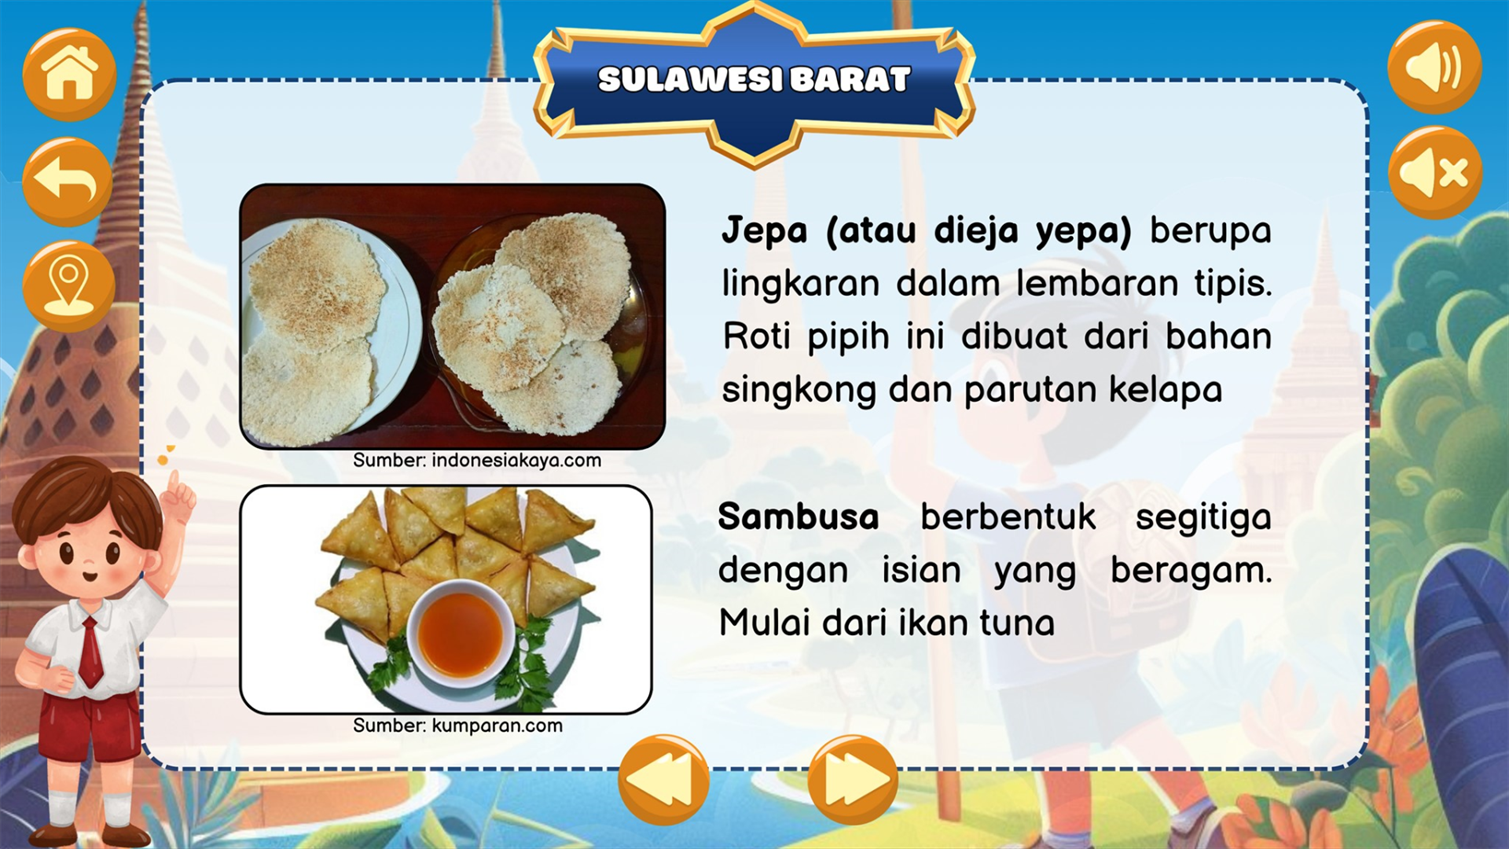 SULAWESI BARAT
Jepa (atau dieja yepa) berupa
lingkaran dalam lembaran tipis.
Roti pipih ini dibuat dari bahan
singkong dan parutan kelapa
Sumber: indonesiakaya.com
Sambusa berbentuk segitiga
dengan isian yang beragam.
Mulai dari ikan tuna
Sumber: kumparan.com